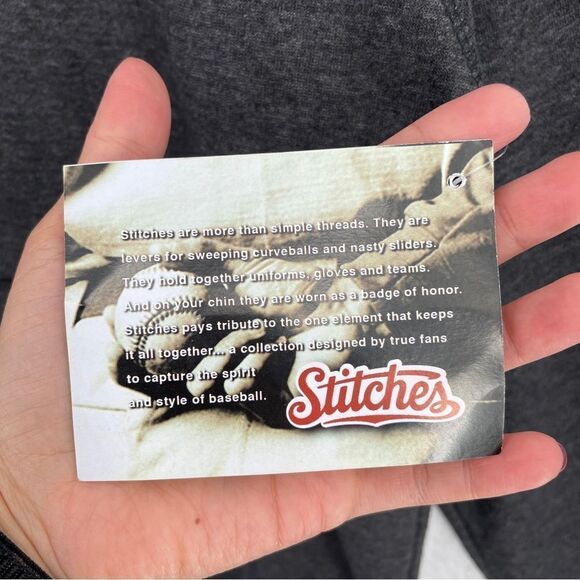 Stitches are more than simple threads. They are
levers for sweeping curveballs and nasty sliders.
They hold together uniforms, gloves and teams.
And on your chin they are worn as a badge of honor.
Stitches pays tribute to the one element that keeps
it all together... a collection designed by true fans
to capture the spirit
and style of baseball.
Stitches